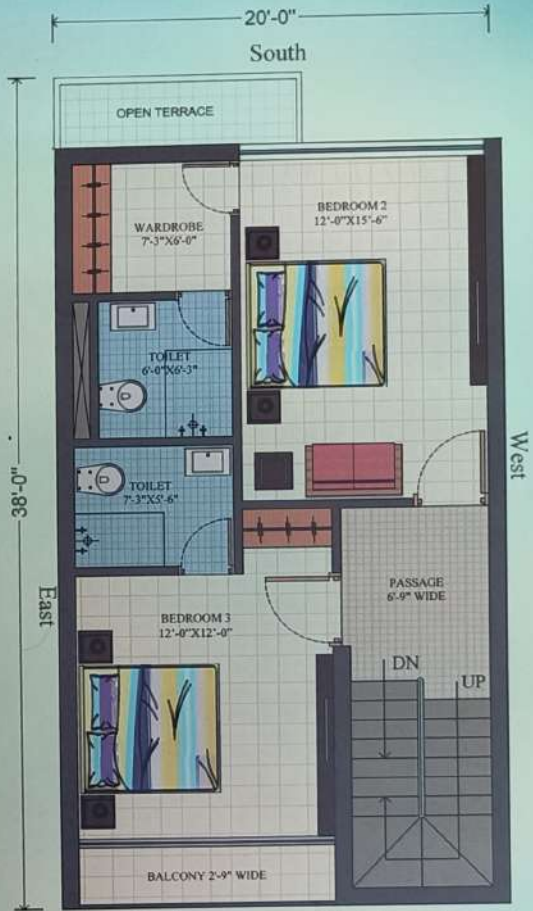 20'-0"
South
OPEN TERRACE
BEDROOM 2
12'-0"X15'-6"
WARDROBE
7'-3"X6'-0"
TOILET
6'-0"X6'-3"
West
38'-0"
TOILET
7'-3"X5'-6"
East
PASSAGE
6'-9" WIDE
BEDROOM 3
12'-0"X12'-0"
DN
UP
BALCONY 2'-9" WIDE